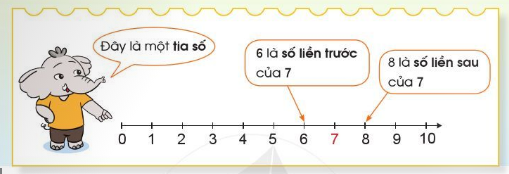 Đây là một tia số
6 là số liền trước
của 7
8 là số liền sau
của 7
0 1 2 3 4 5 6 7 8 9 10